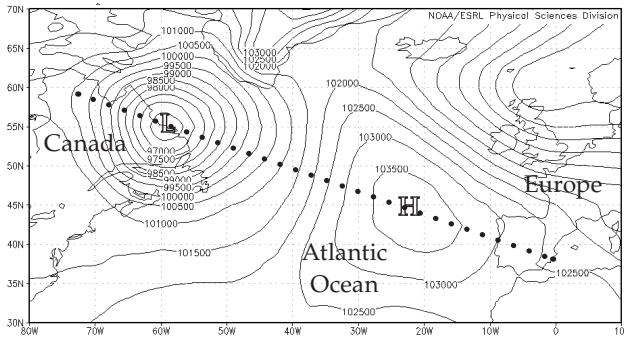 70N
NOAA/ESRL Physical Sciences Division
65N
60N
55N
50N
45N
40N
35N
30N
101000
100500
100000
99500
99000
98500
98000
103000
102500
102000
102000
102500
103000
103500
L
Canada
97000
97500
98500
99000
99500
100000
100500
101000
101500
H
Europe
Atlantic
Ocean
103000
102500
102500
80W 70W 60W 50W 40W 30W 20W 10W 0 10E